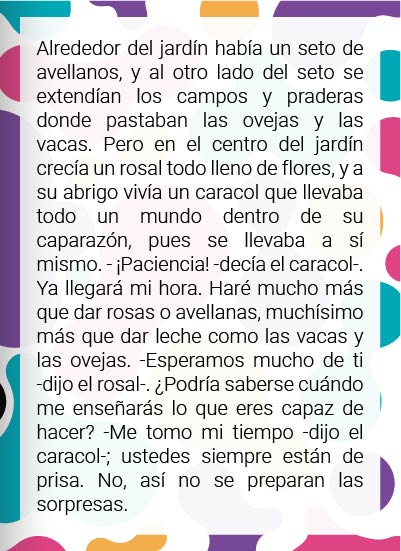 Alrededor del jardín había un seto de
avellanos, y al otro lado del seto se
extendían los campos y praderas
donde pastaban las ovejas y las
vacas. Pero en el centro del jardín
crecía un rosal todo lleno de flores, y a
su abrigo vivía un caracol que llevaba
todo un mundo dentro de su
caparazón, pues se llevaba a sí
mismo. - ¡Paciencia! -decía el caracol-.
Ya llegará mi hora. Haré mucho más
que dar rosas o avellanas, muchísimo
más que dar leche como las vacas y
las ovejas. -Esperamos mucho de ti
-dijo el rosal-. ¿Podría saberse cuándo
me enseñarás lo que eres capaz de
hacer? -Me tomo mi tiempo -dijo el
caracol-; ustedes siempre están de
prisa. No, así no se preparan las
sorpresas.